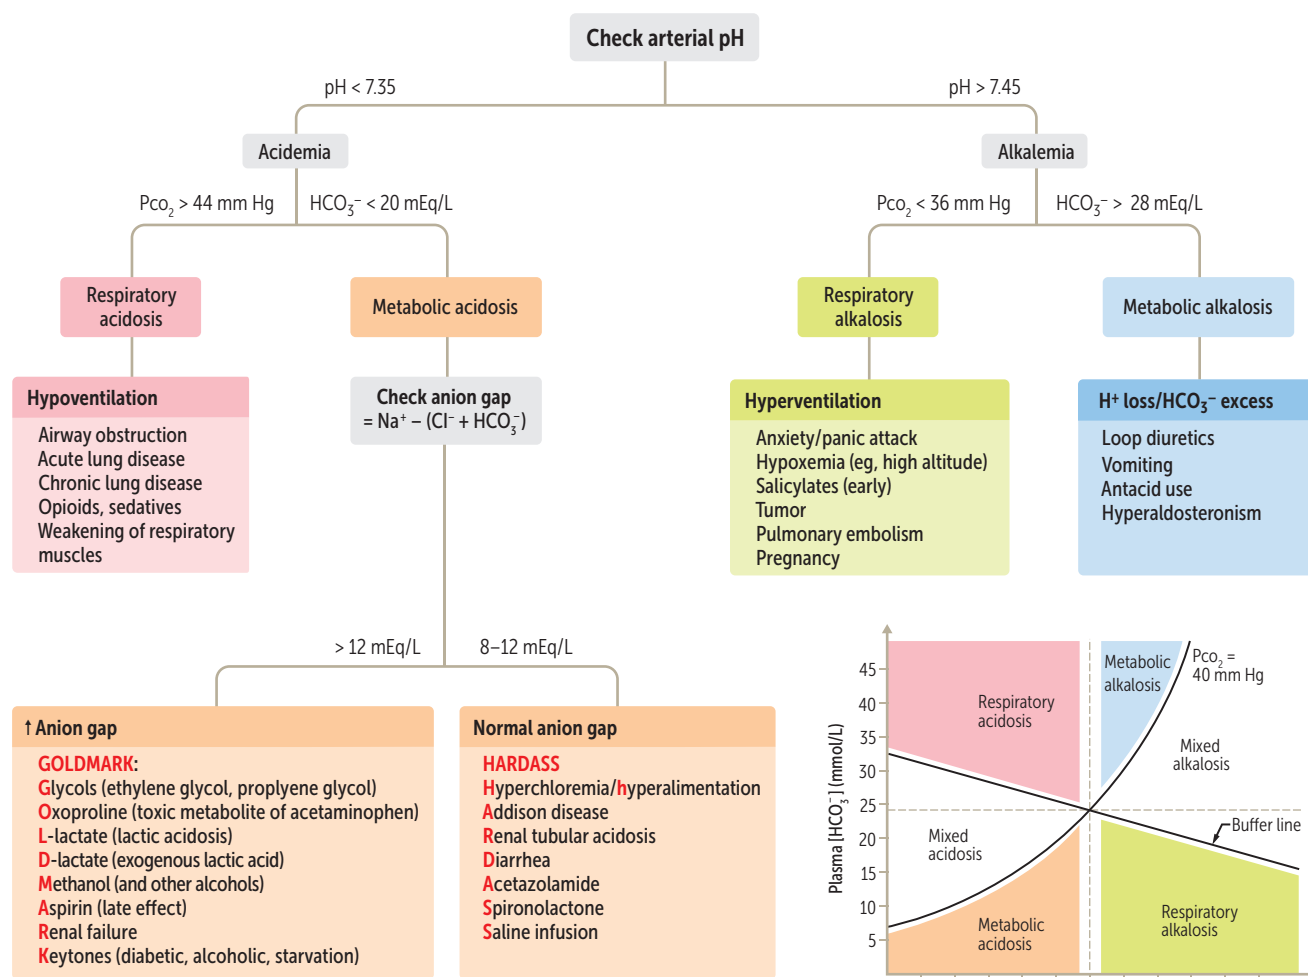 Check arterial pH
pH < 7.35
pH > 7.45
Acidemia
Alkalemia
Pco₂ > 44 mm Hg
HCO₃⁻ < 20 mEq/L
Pco₂ < 36 mm Hg
HCO₃⁻ > 28 mEq/L
Respiratory
acidosis
Metabolic acidosis
Respiratory
alkalosis
Metabolic alkalosis
Hypoventilation
Airway obstruction
Acute lung disease
Chronic lung disease
Opioids, sedatives
Weakening of respiratory
muscles
Check anion gap
= Na⁺ – (Cl⁻ + HCO₃⁻)
Hyperventilation
Anxiety/panic attack
Hypoxemia (eg, high altitude)
Salicylates (early)
Tumor
Pulmonary embolism
Pregnancy
H⁺ loss/HCO₃⁻ excess
Loop diuretics
Vomiting
Antacid use
Hyperaldosteronism
> 12 mEq/L
8–12 mEq/L
↑ Anion gap
GOLDMARK:
Glycols (ethylene glycol, proplyene glycol)
Oxoproline (toxic metabolite of acetaminophen)
L-lactate (lactic acidosis)
D-lactate (exogenous lactic acid)
Methanol (and other alcohols)
Aspirin (late effect)
Renal failure
Keytones (diabetic, alcoholic, starvation)
Normal anion gap
HARDASS
Hyperchloremia/hyperalimentation
Addison disease
Renal tubular acidosis
Diarrhea
Acetazolamide
Spironolactone
Saline infusion
Plasma [HCO₃⁻] (mmol/L)
45
40
35
30
25
20
15
10
5
Respiratory
acidosis
Metabolic
alkalosis
Pco₂ =
40 mm Hg
Mixed
alkalosis
Buffer line
Mixed
acidosis
Metabolic
acidosis
Respiratory
alkalosis